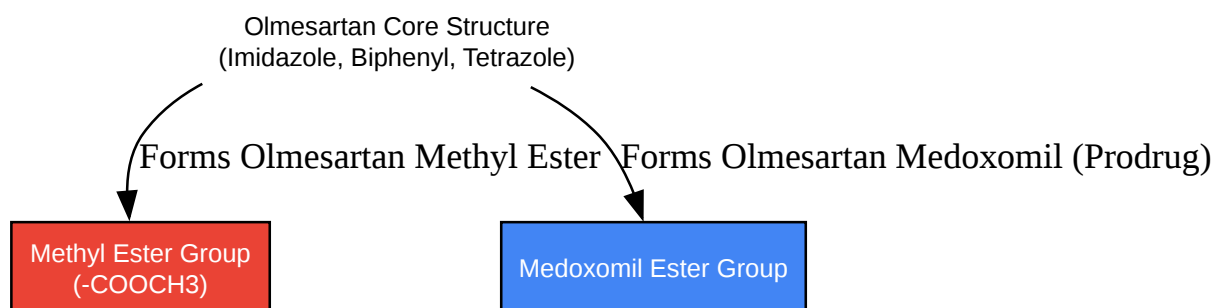 Olmesartan Core Structure
(Imidazole, Biphenyl, Tetrazole)
Forms Olmesartan Methyl Ester
Forms Olmesartan Medoxomil (Prodrug)
Methyl Ester Group
(-COOCH3)
Medoxomil Ester Group